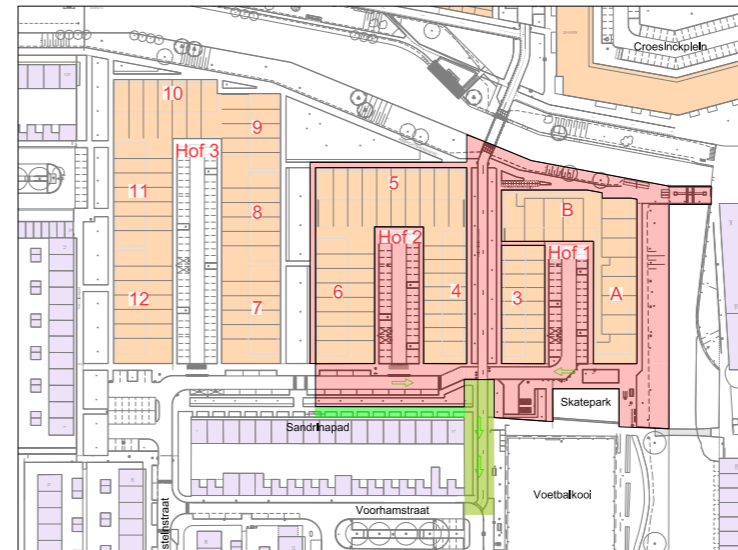 Croesinckplein
10
9
Hof 3
5
11
8
B
Hof 2
Hof 1
12
7
6
4
3
A
Skatepark
Sandrinapad
Voetbalkooi
Voorhamstraat
steinstraat